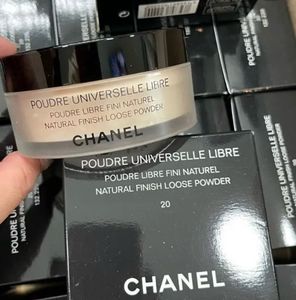 POUDRE UNIVERSELLE LIBRE
POUDRE LIBRE FINI NATUREL
NATURAL FINISH LOOSE POWDER
CHANEL
POUDRE UNIVERSELLE LIBRE
POUDRE LIBRE FINI NATUREL
NATURAL FINISH LOOSE POWDER
20
CHANEL